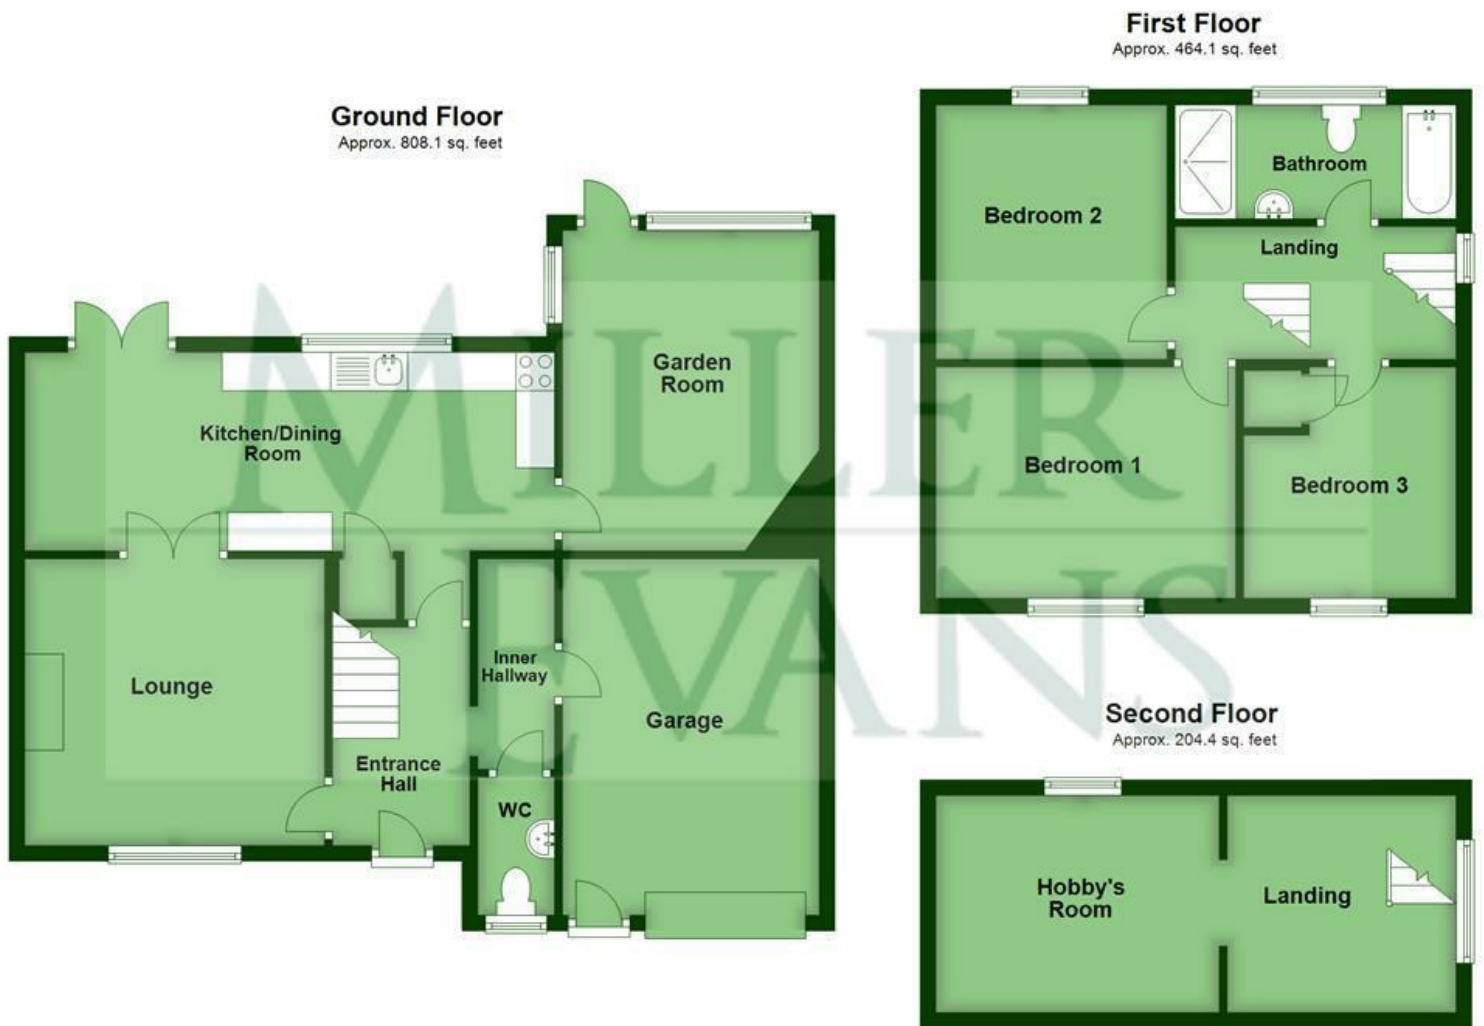 First Floor
Approx. 464.1 sq. feet
Ground Floor
Approx. 808.1 sq. feet
Bathroom
Bedroom 2
Landing
Garden
Room
Kitchen/Dining
Room
Bedroom 1
Bedroom 3
Inner
Hallway
Lounge
Garage
Entrance
Hall
WC
Second Floor
Approx. 204.4 sq. feet
Hobby's
Room
Landing
MILLER
EVANS